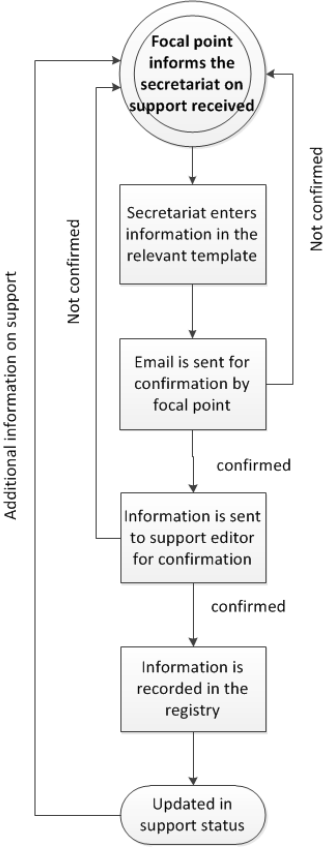 Focal point
informs the
secretariat on
support received
Secretariat enters
information in the
relevant template
Not confirmed
Not confirmed
Email is sent for
confirmation by
focal point
Additional information on support
confirmed
Information is sent
to support editor
for confirmation
confirmed
Information is
recorded in the
registry
Updated in
support status